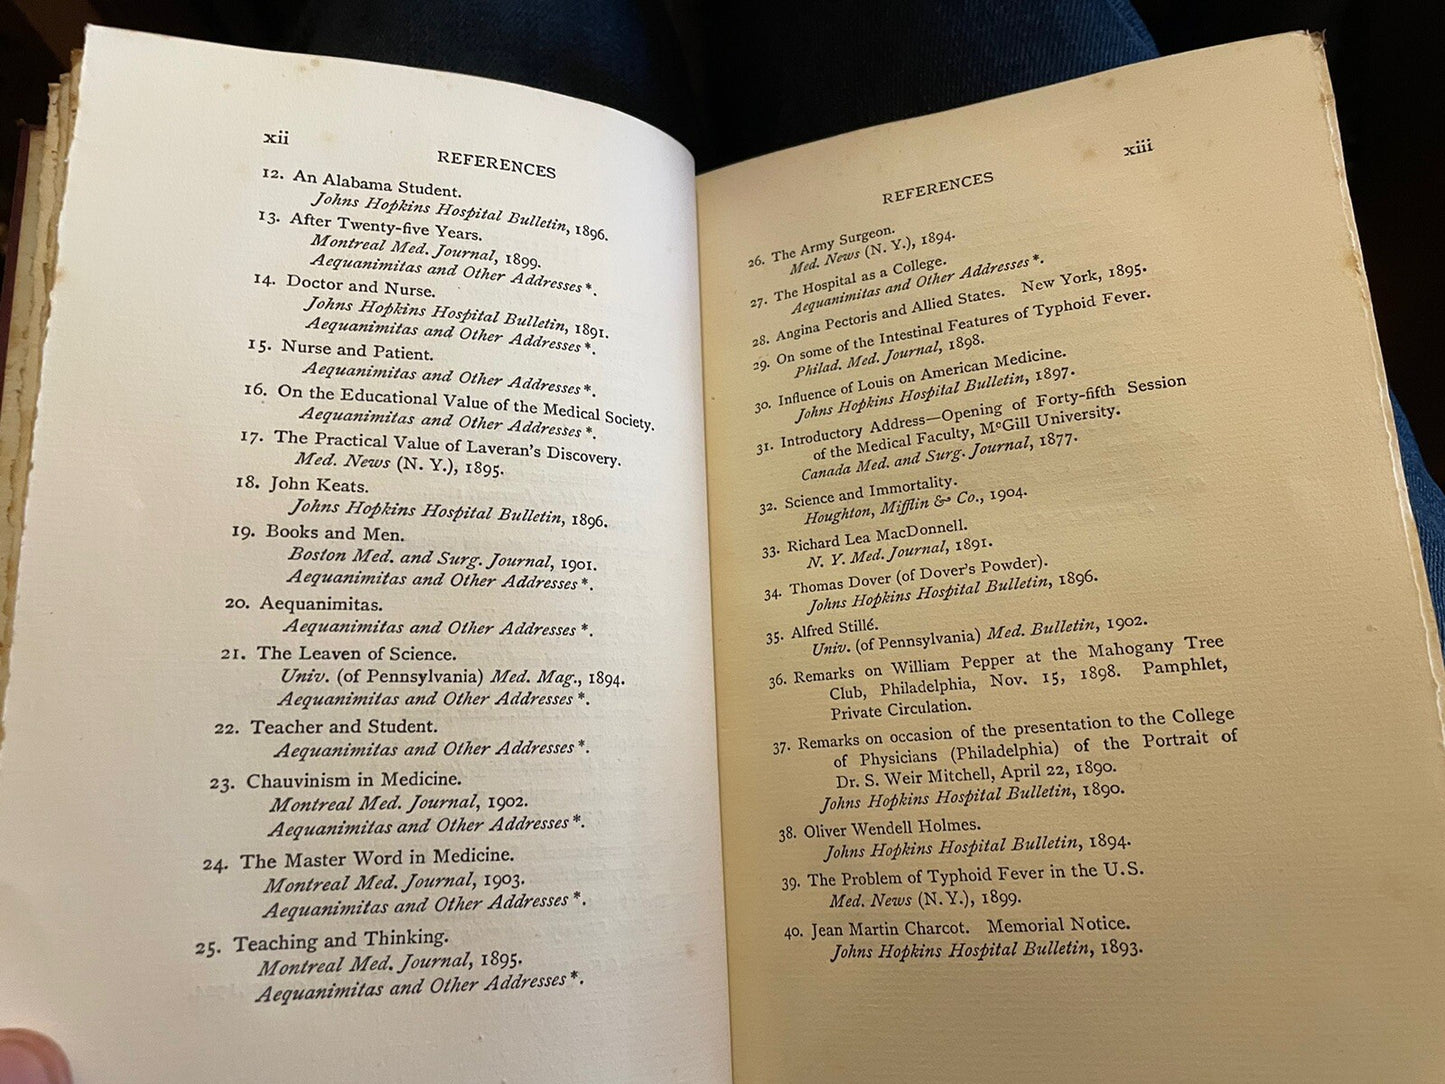 xii
REFERENCES
12. An Alabama Student.
Johns Hopkins Hospital Bulletin, 1896.
13. After Twenty-five Years.
Montreal Med. Journal, 1899.
Aequanimitas and Other Addresses*.
14. Doctor and Nurse.
Johns Hopkins Hospital Bulletin, 1891.
Aequanimitas and Other Addresses*.
15. Nurse and Patient.
Aequanimitas and Other Addresses*.
16. On the Educational Value of the Medical Society.
Aequanimitas and Other Addresses*.
17. The Practical Value of Laveran's Discovery.
Med. News (N. Y.), 1895.
18. John Keats.
Johns Hopkins Hospital Bulletin, 1896.
19. Books and Men.
Boston Med. and Surg. Journal, 1901.
Aequanimitas and Other Addresses*.
20. Aequanimitas.
Aequanimitas and Other Addresses*.
21. The Leaven of Science.
Univ. (of Pennsylvania) Med. Mag., 1894.
Aequanimitas and Other Addresses*.
22. Teacher and Student.
Aequanimitas and Other Addresses*.
23. Chauvinism in Medicine.
Montreal Med. Journal, 1902.
Aequanimitas and Other Addresses*.
24. The Master Word in Medicine.
Montreal Med. Journal, 1903.
Aequanimitas and Other Addresses*.
25. Teaching and Thinking.
Montreal Med. Journal, 1895.
Aequanimitas and Other Addresses*.
xiii
REFERENCES
26. The Army Surgeon.
Med. News (N. Y.), 1894.
27. The Hospital as a College.
Aequanimitas and Other Addresses*.
28. Angina Pectoris and Allied States. New York, 1895.
29. On some of the Intestinal Features of Typhoid Fever.
Philad. Med. Journal, 1898.
30. Influence of Louis on American Medicine.
Johns Hopkins Hospital Bulletin, 1897.
31. Introductory Address—Opening of Forty-fifth Session
of the Medical Faculty, McGill University.
Canada Med. and Surg. Journal, 1877.
32. Science and Immortality.
Houghton, Mifflin & Co., 1904.
33. Richard Lea MacDonnell.
N. Y. Med. Journal, 1891.
34. Thomas Dover (of Dover's Powder).
Johns Hopkins Hospital Bulletin, 1896.
35. Alfred Stillé.
Univ. (of Pennsylvania) Med. Bulletin, 1902.
36. Remarks on William Pepper at the Mahogany Tree
Club, Philadelphia, Nov. 15, 1898. Pamphlet,
Private Circulation.
37. Remarks on occasion of the presentation to the College
of Physicians (Philadelphia) of the Portrait of
Dr. S. Weir Mitchell, April 22, 1890.
Johns Hopkins Hospital Bulletin, 1890.
38. Oliver Wendell Holmes.
Johns Hopkins Hospital Bulletin, 1894.
39. The Problem of Typhoid Fever in the U.S.
Med. News (N.Y.), 1899.
40. Jean Martin Charcot. Memorial Notice.
Johns Hopkins Hospital Bulletin, 1893.